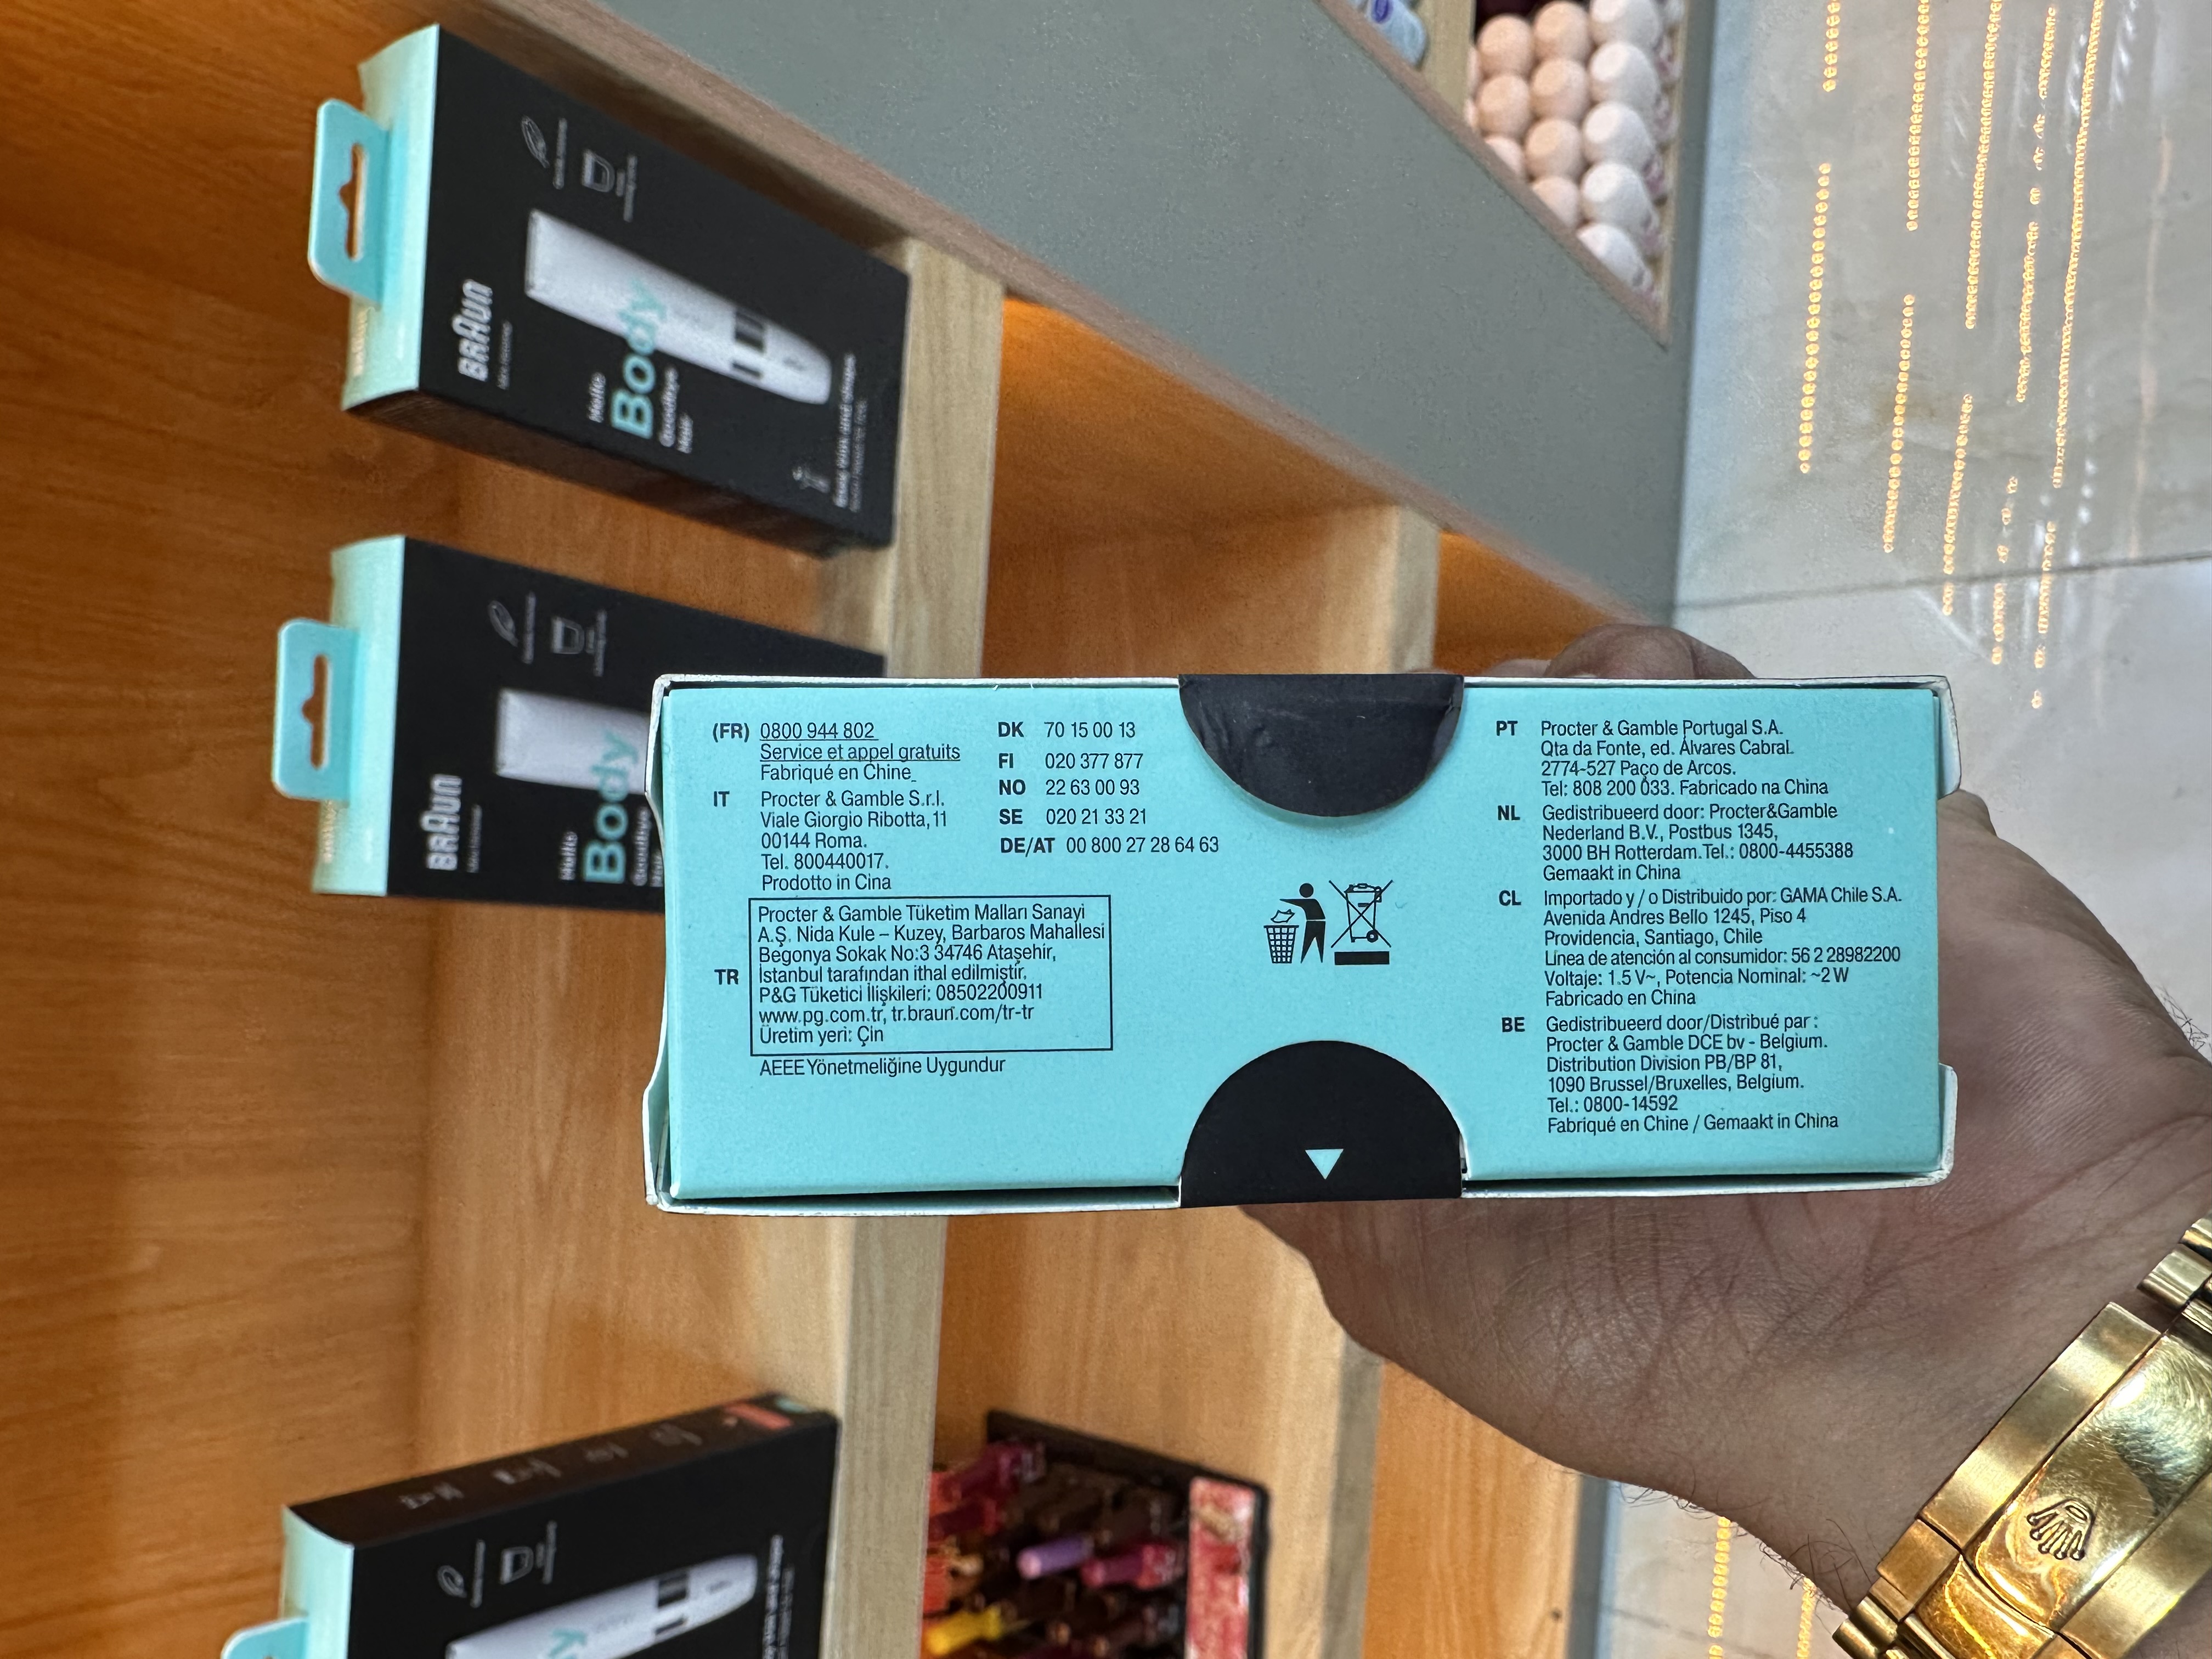 BRAUN
Hello
Body
Goodbye
Hair
Easy trim and shape
BRAUN
Hello
Body
Goodbye
Hair
(FR) 0800 944 802
Service et appel gratuits
Fabriqué en Chine
IT Procter & Gamble S.r.l.
Viale Giorgio Ribotta,11
00144 Roma.
Tel. 800440017.
Prodotto in Cina
TR
Procter & Gamble Tüketim Malları Sanayi
A.Ş. Nida Kule – Kuzey, Barbaros Mahallesi
Begonya Sokak No:3 34746 Ataşehir,
İstanbul tarafından ithal edilmiştir.
P&G Tüketici İlişkileri: 08502200911
www.pg.com.tr, tr.braun.com/tr-tr
Üretim yeri: Çin
AEEE Yönetmeliğine Uygundur
DK 70 15 00 13
FI 020 377 877
NO 22 63 00 93
SE 020 21 33 21
DE/AT 00 800 27 28 64 63
PT Procter & Gamble Portugal S.A.
Qta da Fonte, ed. Álvares Cabral.
2774-527 Paço de Arcos.
Tel: 808 200 033. Fabricado na China
NL Gedistribueerd door: Procter&Gamble
Nederland B.V., Postbus 1345,
3000 BH Rotterdam.Tel.: 0800-4455388
Gemaakt in China
CL Importado y / o Distribuido por: GAMA Chile S.A.
Avenida Andres Bello 1245, Piso 4
Providencia, Santiago, Chile
Línea de atención al consumidor: 56 2 28982200
Voltaje: 1.5 V~, Potencia Nominal: ~2 W
Fabricado en China
BE Gedistribueerd door/Distribué par :
Procter & Gamble DCE bv - Belgium.
Distribution Division PB/BP 81,
1090 Brussel/Bruxelles, Belgium.
Tel.: 0800-14592
Fabriqué en Chine / Gemaakt in China